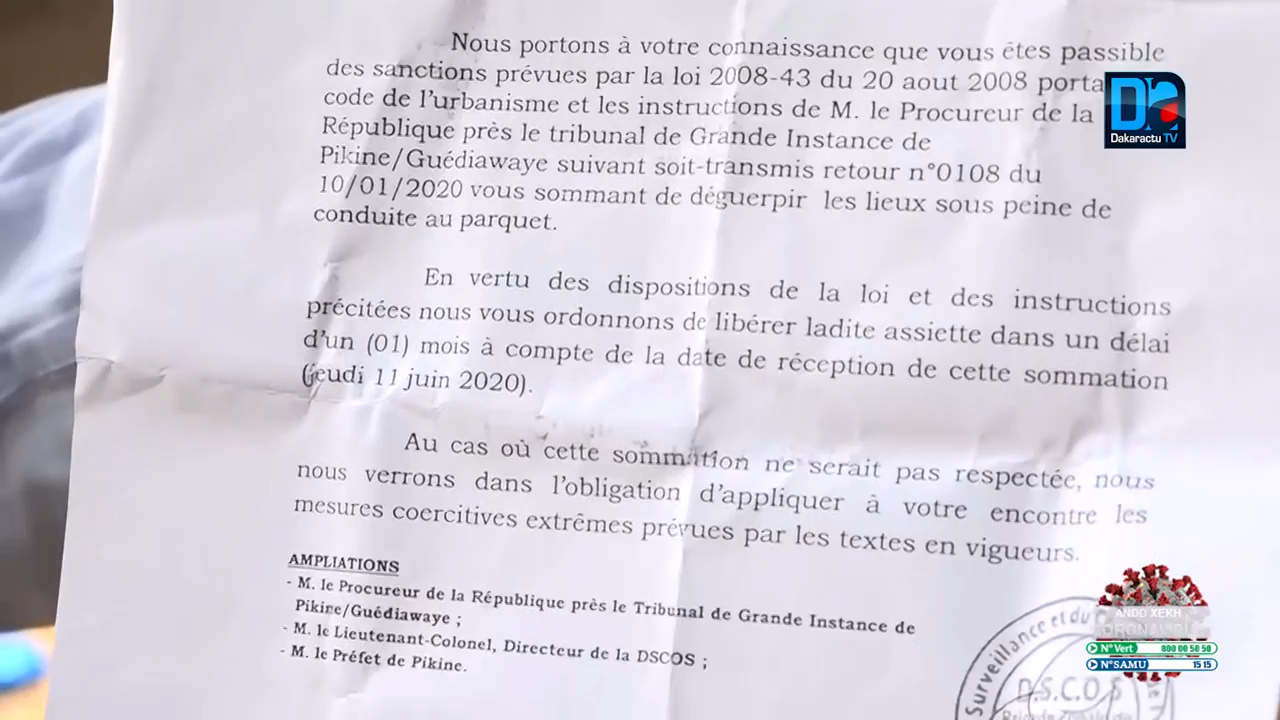 Nous portons à votre connaissance que vous êtes passible
des sanctions prévues par la loi 2008-43 du 20 aout 2008 porta
code de l'urbanisme et les instructions de M. le Procureur de la
République près le tribunal de Grande Instance de
Pikine/Guédiawaye suivant soit-transmis retour n°0108 du
10/01/2020 vous sommant de déguerpir les lieux sous peine de
conduite au parquet.
En vertu des dispositions de la loi et des instructions
précitées nous vous ordonnons de libérer ladite assiette dans un délai
d'un (01) mois à compte de la date de réception de cette sommation
(jeudi 11 juin 2020).
Au cas où cette sommation ne serait pas respectée, nous
nous verrons dans l'obligation d'appliquer à votre encontre les
mesures coercitives extrêmes prévues par les textes en vigueurs.
AMPLIATIONS
- M. le Procureur de la République près le Tribunal de Grande Instance de
Pikine/Guédiawaye ;
- M. le Lieutenant-Colonel, Directeur de la DSCOS ;
- M. le Préfet de Pikine.
Surveillance et du
D.S.C.O.S
Dakaractu TV
ANDD XEKH
N° Vert 800 00 50 50
N°SAMU 15 15